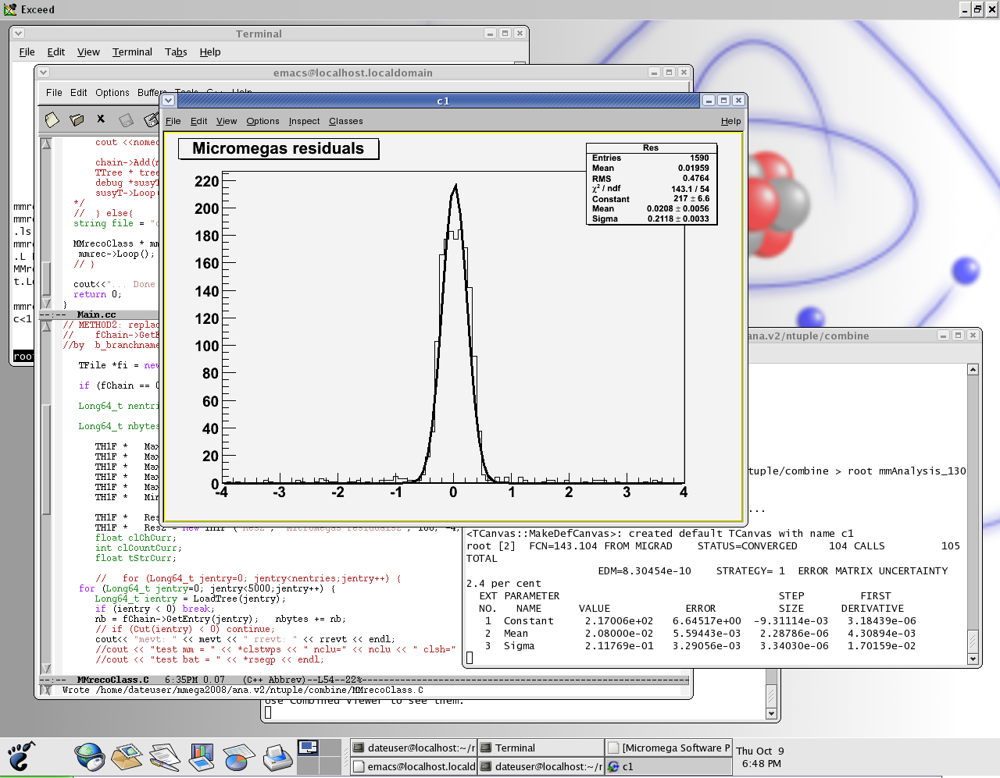 Exceed
Terminal
File Edit View Terminal Tabs Help
mmr
.ls
mmr
.L
MMr
t.Lo
mmr
c<1
roo
emacs@localhost.localdomain
File Edit Options Buffers Tools C++ Help
cout <<nomed
chain->Add(n
TTree * tree
debug *susyT
susyT->Loop
*/
// } else{
string file = "c
MMrecoClass * mm
mmrec->Loop();
// }
cout<<"... Done
return 0;
}
--:-- Main.cc
// METHOD2: replac
// fChain->GetE
//by b_branchname
TFile *fi = new
if (fChain == 0
Long64_t nentri
Long64_t nbytes
TH1F * Max
TH1F * Max
TH1F * Max
TH1F * Max
TH1F * Max
TH1F * Min
TH1F * Res
TH1F * Res2 = new TH1F ("Res2", "Micromegas residuals2", 100, -4,
float clChCurr;
int clCountCurr;
float tStrCurr;
// for (Long64_t jentry=0; jentry<nentries;jentry++) {
for (Long64_t jentry=0; jentry<5000;jentry++) {
Long64_t ientry = LoadTree(jentry);
if (ientry < 0) break;
nb = fChain->GetEntry(jentry); nbytes += nb;
// if (Cut(ientry) < 0) continue;
cout<< "mevt: " << mevt << " rrevt: " << rrevt << endl;
//cout << "test mm = " << *clstwps << " nclu=" << nclu << " clsh="
//cout << "test bat = " << *rsegp << endl;
--:-- MMrecoClass.C 6:35PM 0.07 (C++ Abbrev)--L54--22%
Wrote /home/dateuser/mmega2008/ana.v2/ntuple/combine/MMrecoClass.C
c1
File Edit View Options Inspect Classes Help
Micromegas residuals
Res
Entries 1590
Mean 0.01959
RMS 0.4764
χ² / ndf 143.1 / 54
Constant 217 ± 6.6
Mean 0.0208 ± 0.0056
Sigma 0.2118 ± 0.0033
220
200
180
160
140
120
100
80
60
40
20
0
-4 -3 -2 -1 0 1 2 3 4
ana.v2/ntuple/combine
tuple/combine > root mmAnalysis_130
...
<TCanvas::MakeDefCanvas>: created default TCanvas with name c1
root [2] FCN=143.104 FROM MIGRAD STATUS=CONVERGED 104 CALLS 105
TOTAL
EDM=8.30454e-10 STRATEGY= 1 ERROR MATRIX UNCERTAINTY
2.4 per cent
EXT PARAMETER STEP FIRST
NO. NAME VALUE ERROR SIZE DERIVATIVE
1 Constant 2.17006e+02 6.64517e+00 -9.31114e-03 3.18439e-06
2 Mean 2.08000e-02 5.59443e-03 2.28786e-06 4.30894e-03
3 Sigma 2.11769e-01 3.29056e-03 3.34030e-06 1.70159e-02
Use Combined Viewer to see them.
dateuser@localhost:~/r Terminal [Micromega Software P
emacs@localhost.locald dateuser@localhost:~/r c1
Thu Oct 9
6:48 PM